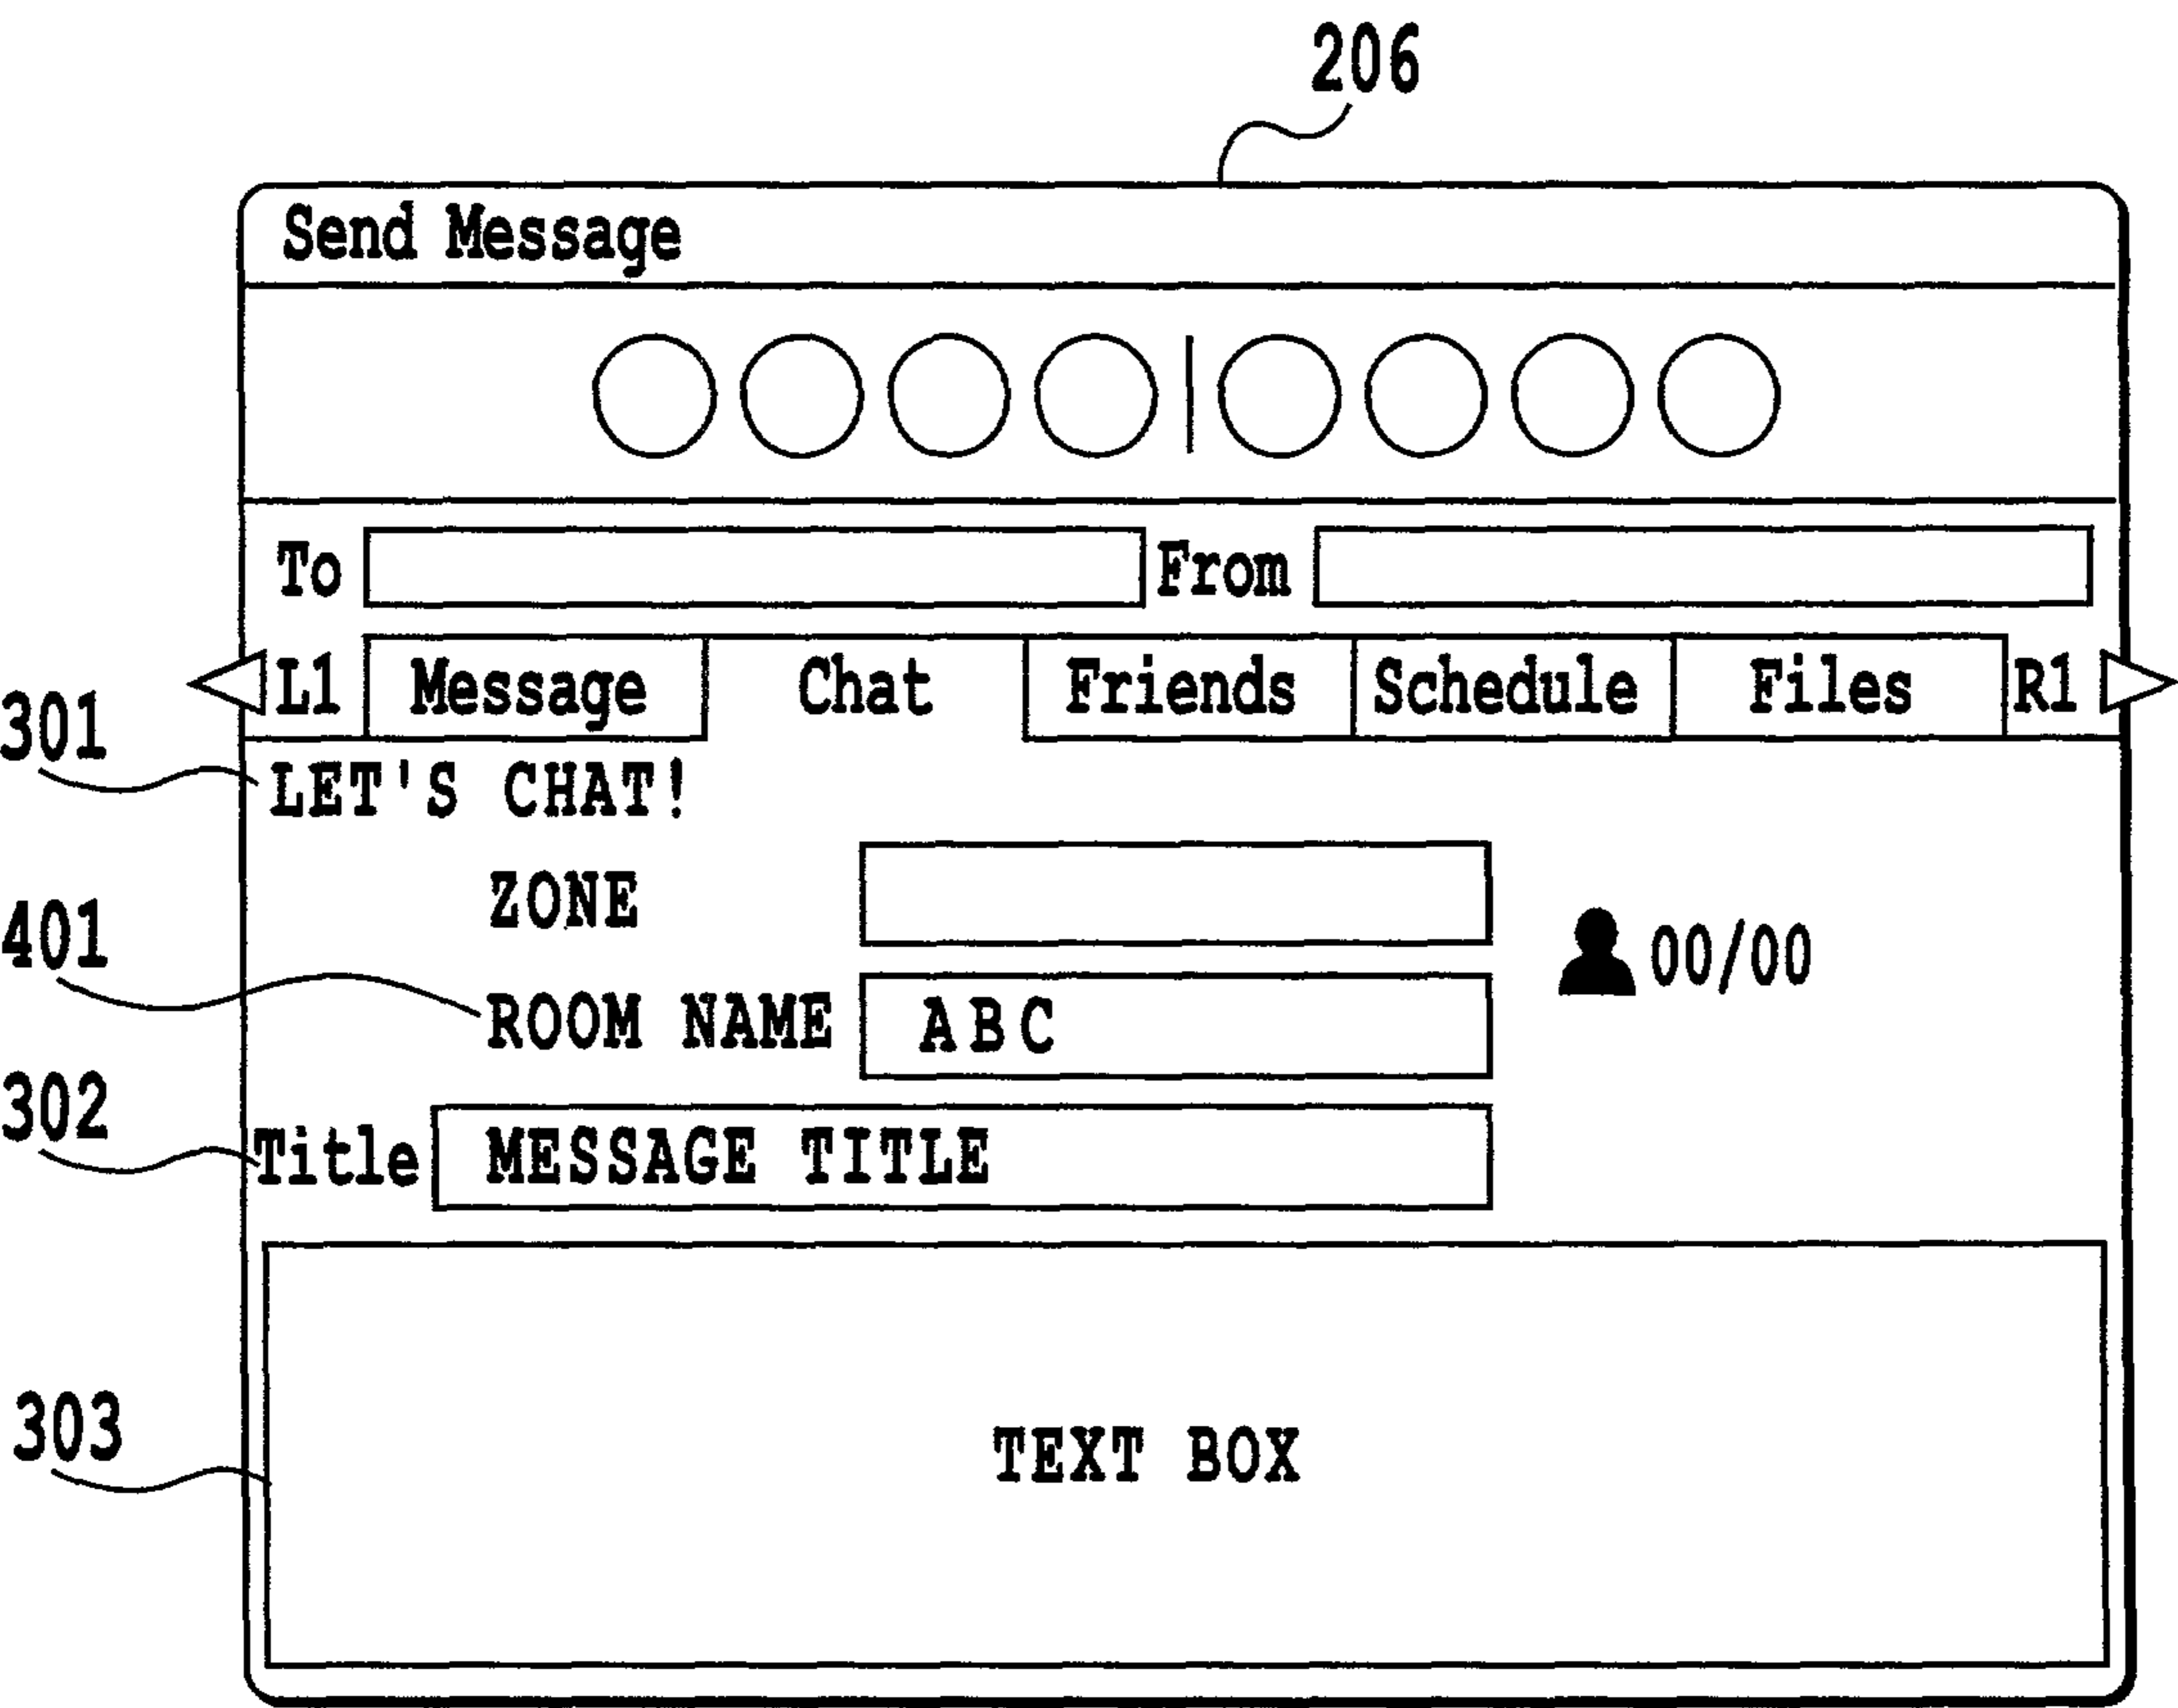 206
Send Message
To From
L1 Message Chat Friends Schedule Files R1
301
LET'S CHAT!
ZONE
401
00/00
ROOM NAME ABC
302
Title MESSAGE TITLE
303
TEXT BOX